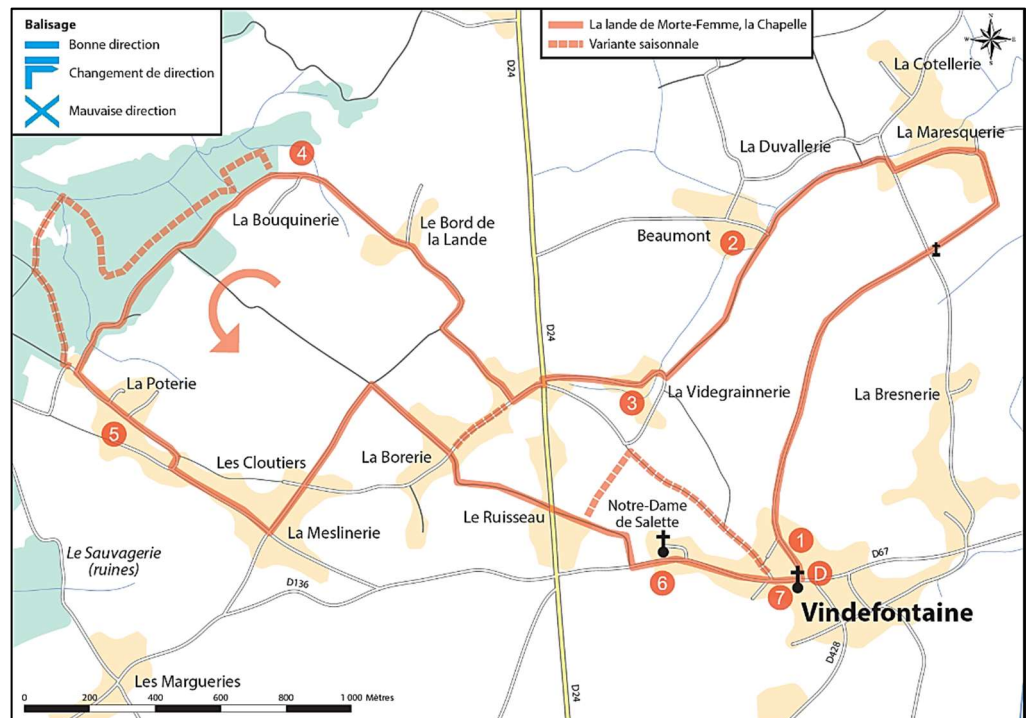 Balisage
Bonne direction
Changement de direction
Mauvaise direction
La lande de Morte-Femme, la Chapelle
Variante saisonnale
N
W
E
S
D24
La Cotellerie
La Maresquerie
La Duvallerie
4
La Bouquinerie
Le Bord de
la Lande
Beaumont
2
D24
La Poterie
5
3
La Videgrainnerie
La Bresnerie
Les Cloutiers
La Borerie
Le Ruisseau
Notre-Dame
de Salette
La Meslinerie
Le Sauvagerie
(ruines)
1
D67
D
6
7
Vindefontaine
D136
D428
Les Margueries
D24
0 200 400 600 800 1 000 Mètres